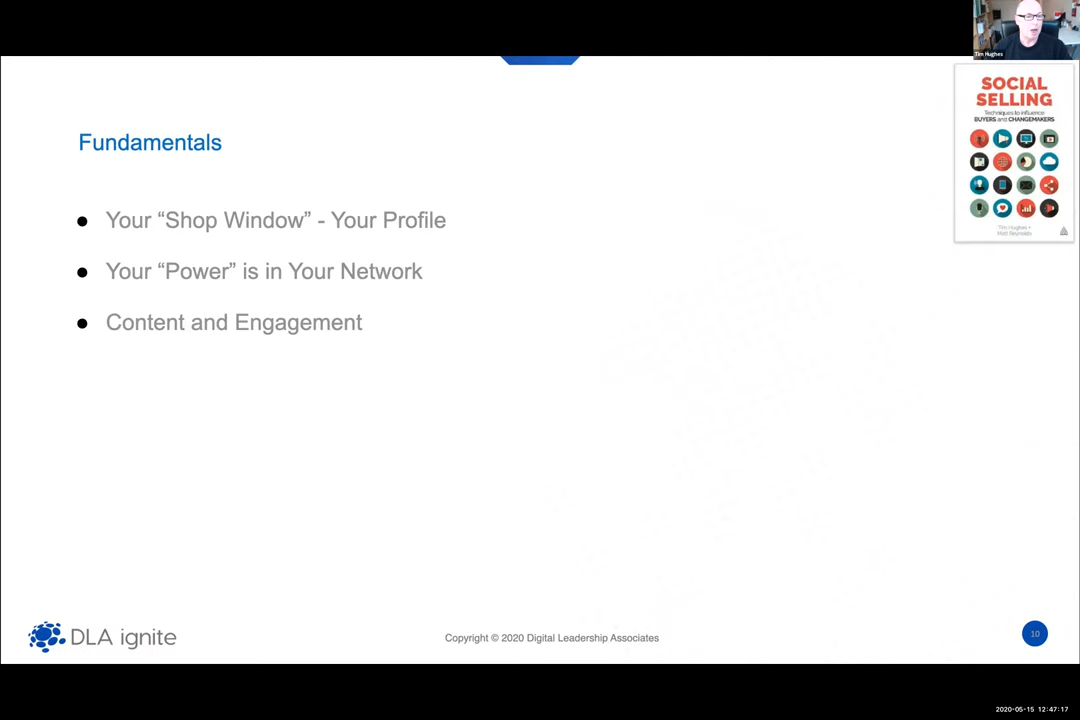 Tim Hughes
SOCIAL
SELLING
Techniques to influence
BUYERS and CHANGEMAKERS
Tim Hughes +
Matt Reynolds
Fundamentals
● Your “Shop Window” - Your Profile
● Your “Power” is in Your Network
● Content and Engagement
DLA ignite
Copyright © 2020 Digital Leadership Associates
10
2020-05-15 12:47:17